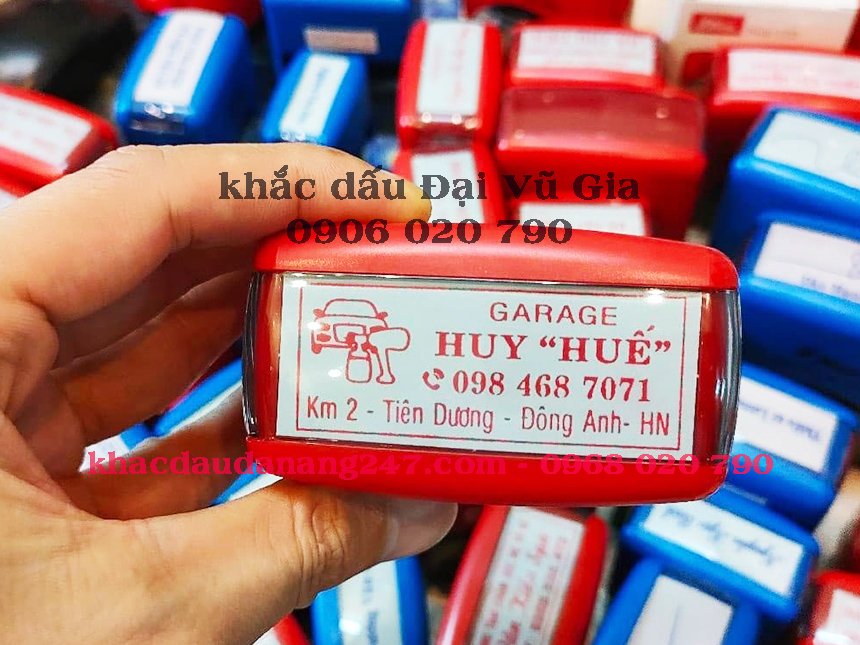 khắc dấu Đại Vũ Gia
0906 020 790
GARAGE
HUY “HUẾ”
098 468 7071
Km 2 - Tiên Dương - Đông Anh- HN
khacdaudanang247.com - 0968 020 790